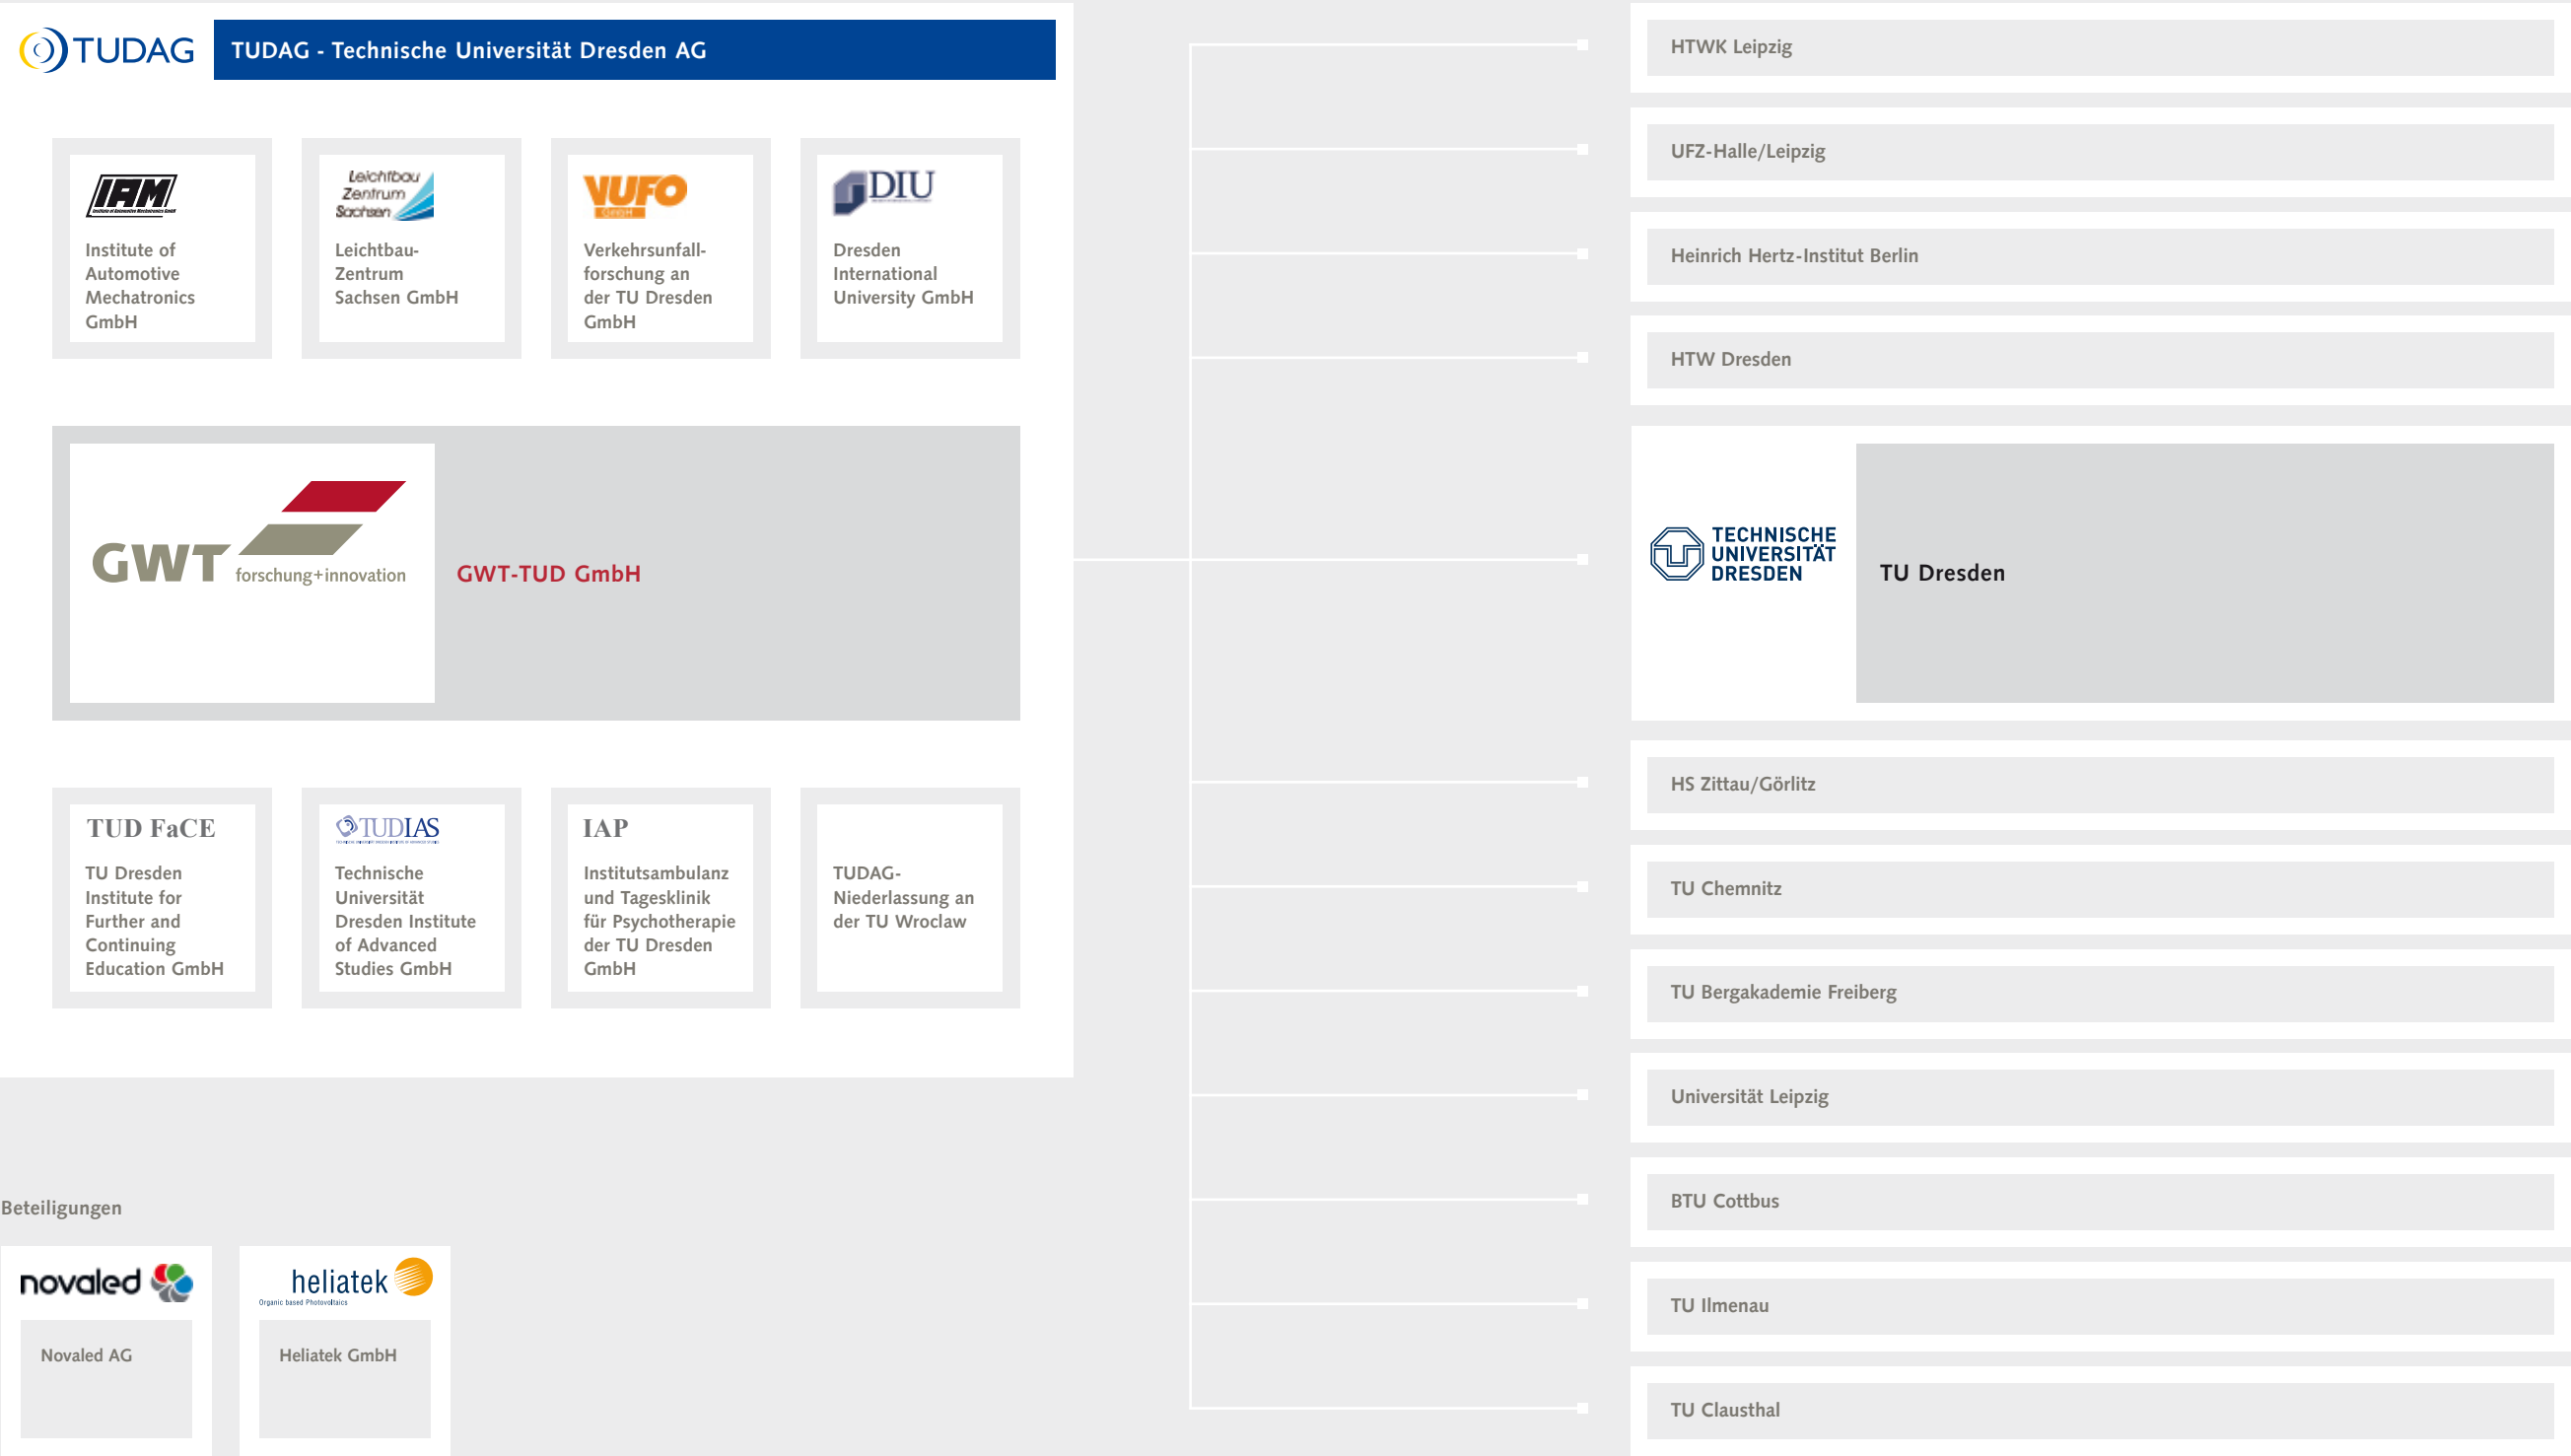 TUDAG
TUDAG - Technische Universität Dresden AG
IAM
Institute of Automotive Mechatronics GmbH
Institute of
Automotive
Mechatronics
GmbH
Leichtbau
Zentrum
Sachsen
Leichtbau-
Zentrum
Sachsen GmbH
VUFO
GmbH
Verkehrsunfall-
forschung an
der TU Dresden
GmbH
DIU
Dresden
International
University GmbH
GWT
forschung+innovation
GWT-TUD GmbH
TUD FaCE
TU Dresden
Institute for
Further and
Continuing
Education GmbH
TUDIAS
Technische
Universität
Dresden Institute
of Advanced
Studies GmbH
IAP
Institutsambulanz
und Tagesklinik
für Psychotherapie
der TU Dresden
GmbH
TUDAG-
Niederlassung an
der TU Wroclaw
Beteiligungen
novaled
Novaled AG
heliatek
Organic based Photovoltaics
Heliatek GmbH
HTWK Leipzig
UFZ-Halle/Leipzig
Heinrich Hertz-Institut Berlin
HTW Dresden
TECHNISCHE
UNIVERSITÄT
DRESDEN
TU Dresden
HS Zittau/Görlitz
TU Chemnitz
TU Bergakademie Freiberg
Universität Leipzig
BTU Cottbus
TU Ilmenau
TU Clausthal